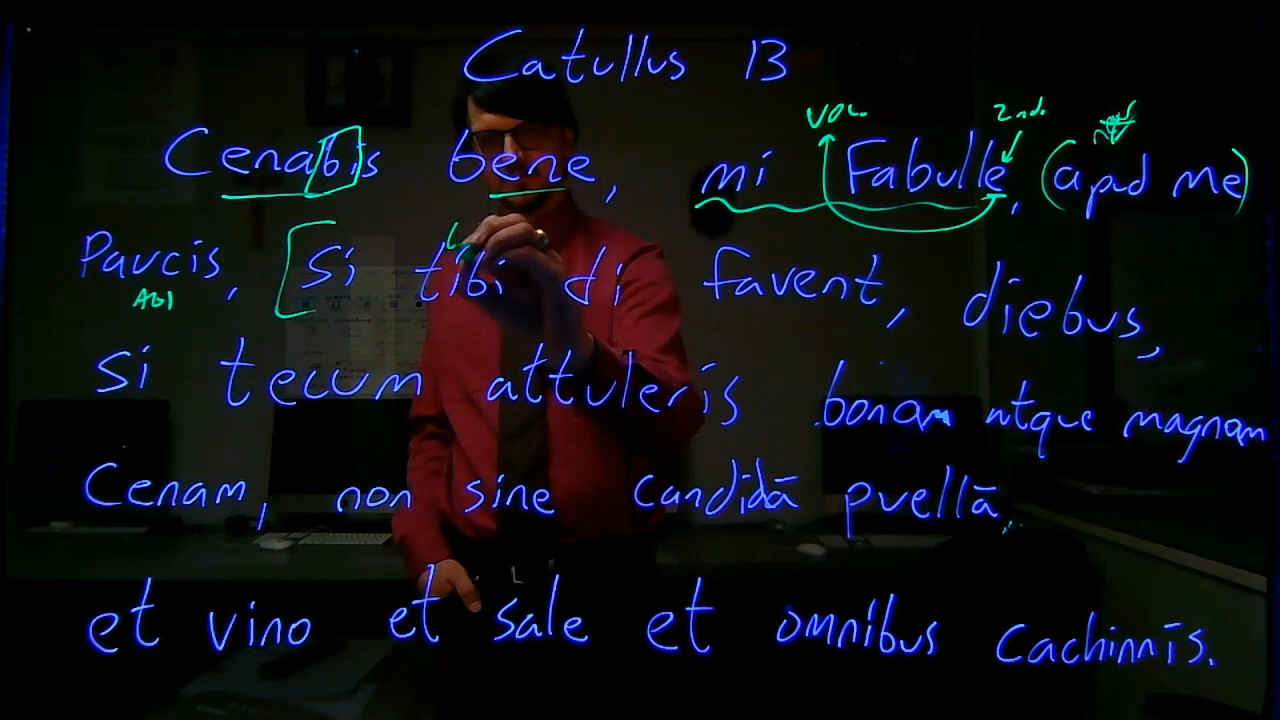 Catullus 13
voc. 2nd.
Cenabis bene, mi Fabulle, (apud me)
Paucis, [si tibi di favent, diebus,
Abl
si tecum attuleris bonam atque magnam
Cenam, non sine candidā puellā,
et vino et sale et omnibus cachinnis.